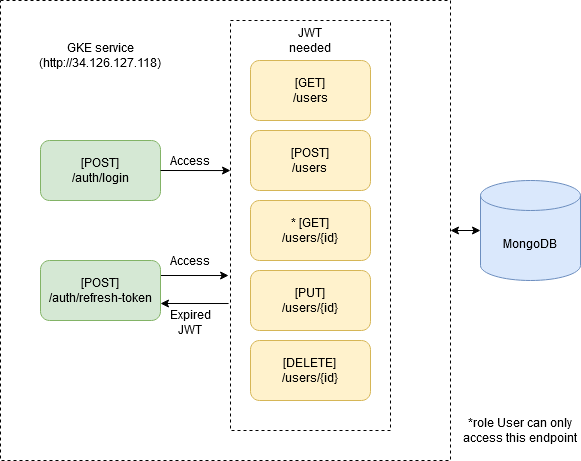 GKE service
(http://34.126.127.118)
JWT
needed
[GET]
/users
[POST]
/users
* [GET]
/users/{id}
[PUT]
/users/{id}
[DELETE]
/users/{id}
[POST]
/auth/login
Access
[POST]
/auth/refresh-token
Access
Expired
JWT
MongoDB
*role User can only
access this endpoint